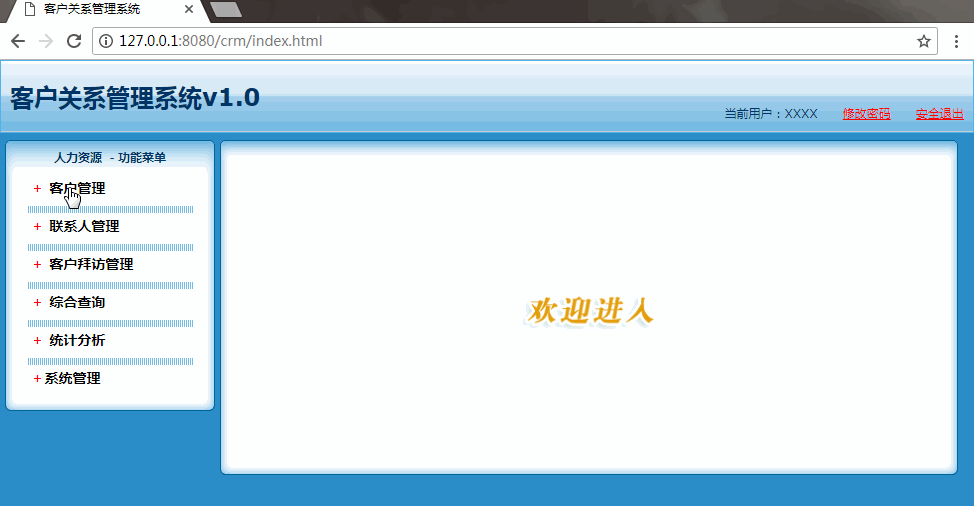 客户关系管理系统
127.0.0.1:8080/crm/index.html
客户关系管理系统v1.0
当前用户：XXXX 修改密码 安全退出
人力资源 - 功能菜单
+ 客户管理
+ 联系人管理
+ 客户拜访管理
+ 综合查询
+ 统计分析
+ 系统管理
欢迎进人